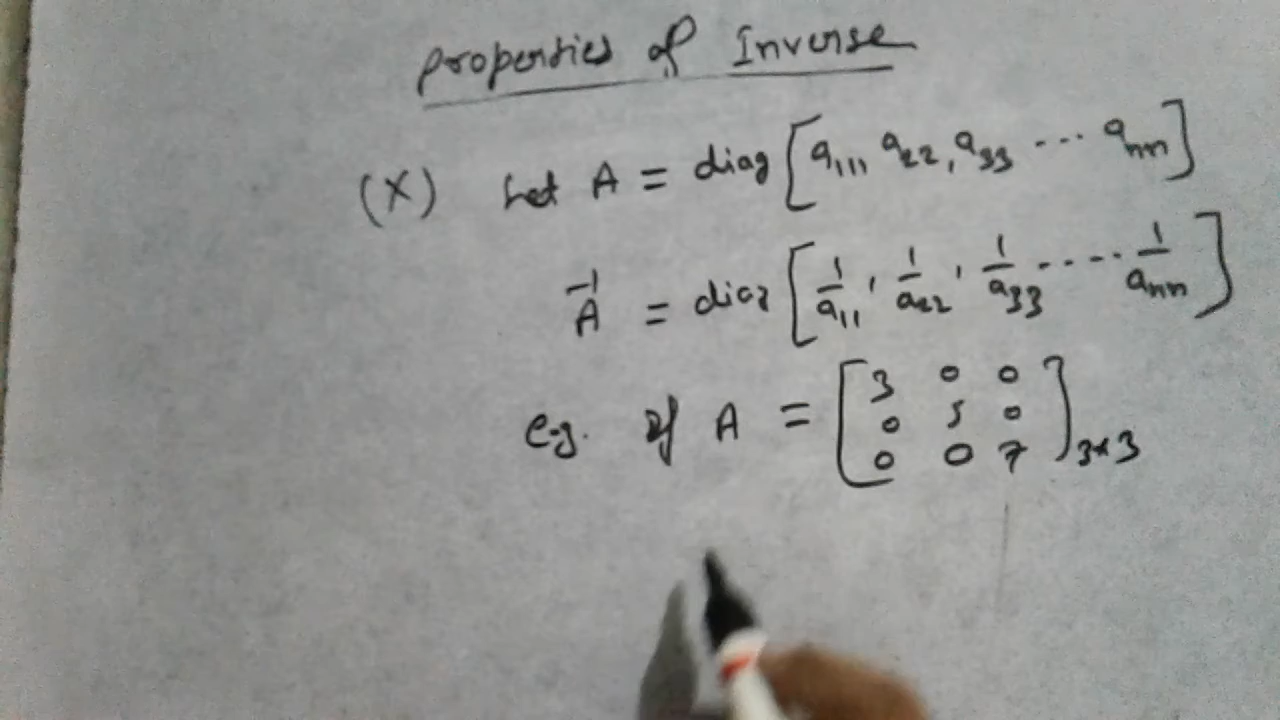 properties of Inverse
(X) Let A = diag [a11, a22, a33 ... ann]
A^-1 = diag [1/a11, 1/a22, 1/a33 .... 1/ann]
e.g. If A = [3 0 0
0 5 0
0 0 7]3×3